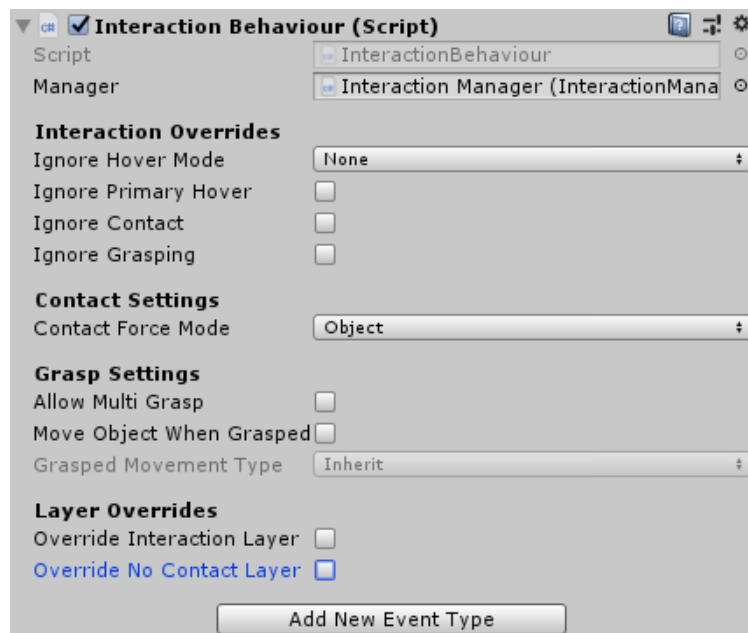 Interaction Behaviour (Script)
Script InteractionBehaviour
Manager Interaction Manager (InteractionMana
Interaction Overrides
Ignore Hover Mode None
Ignore Primary Hover
Ignore Contact
Ignore Grasping
Contact Settings
Contact Force Mode Object
Grasp Settings
Allow Multi Grasp
Move Object When Grasped
Grasped Movement Type Inherit
Layer Overrides
Override Interaction Layer
Override No Contact Layer
Add New Event Type